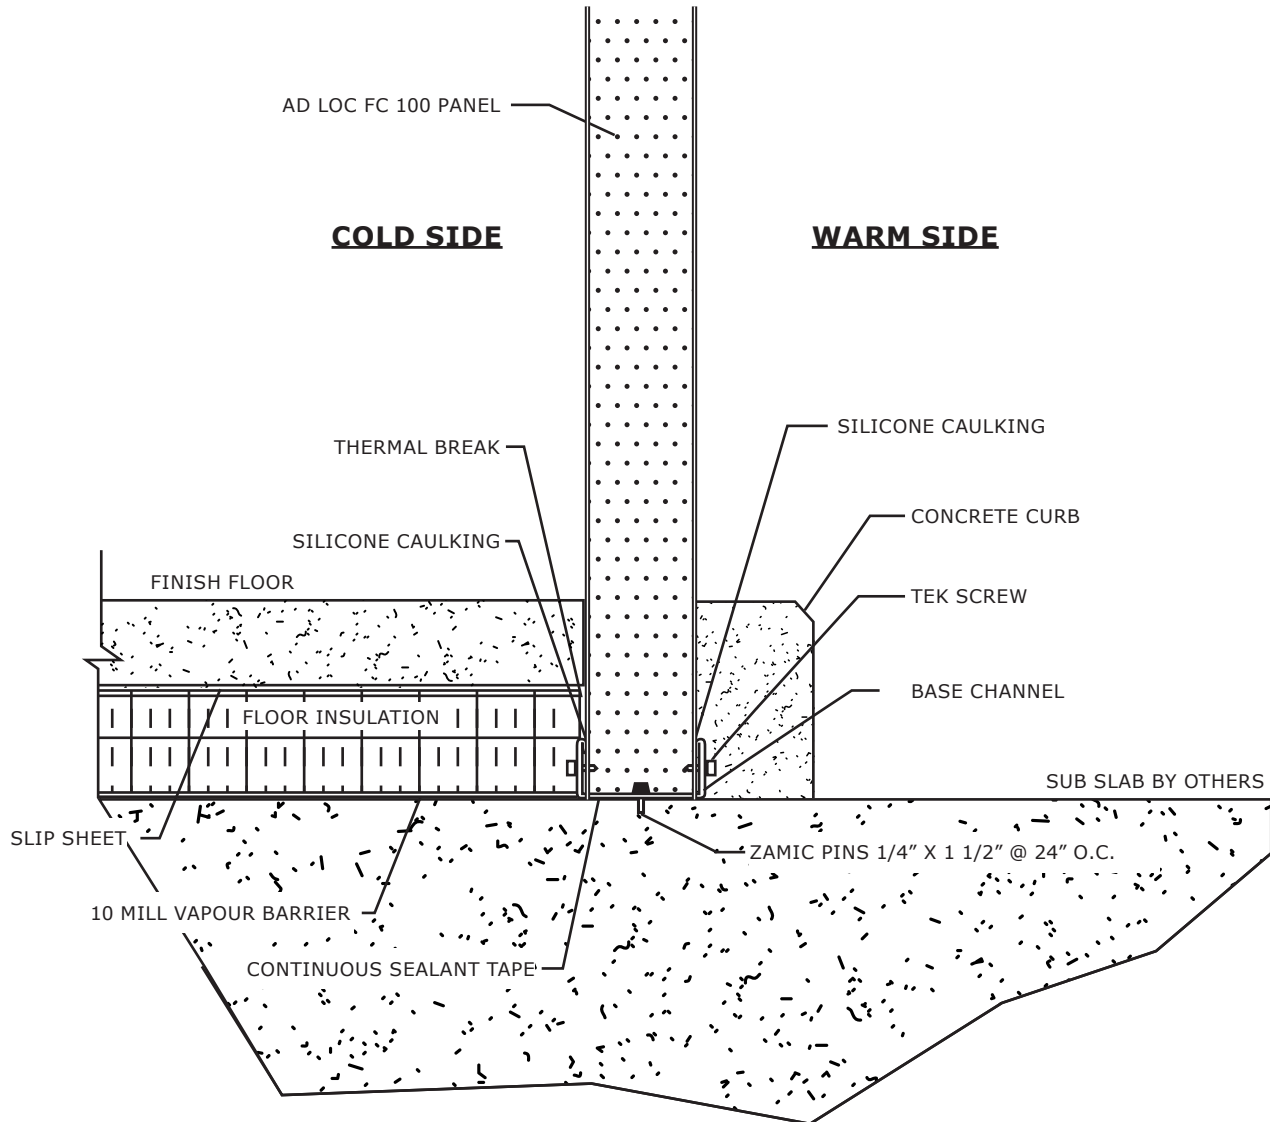 AD LOC FC 100 PANEL
COLD SIDE
WARM SIDE
SILICONE CAULKING
THERMAL BREAK
CONCRETE CURB
SILICONE CAULKING
FINISH FLOOR
TEK SCREW
BASE CHANNEL
FLOOR INSULATION
SUB SLAB BY OTHERS
SLIP SHEET
ZAMIC PINS 1/4” X 1 1/2” @ 24” O.C.
10 MILL VAPOUR BARRIER
CONTINUOUS SEALANT TAPE